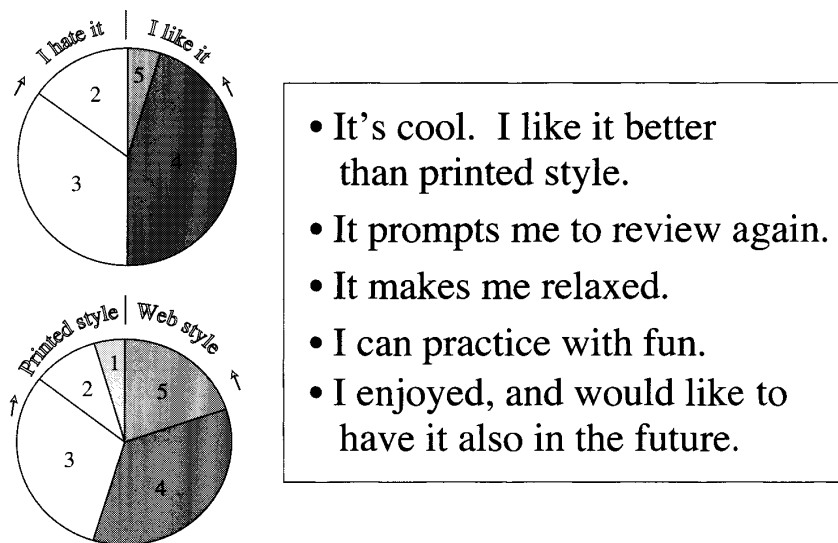 I hate it | I like it
5
2
4
3
Printed style | Web style
1
5
2
3
4
• It's cool. I like it better
than printed style.
• It prompts me to review again.
• It makes me relaxed.
• I can practice with fun.
• I enjoyed, and would like to
have it also in the future.